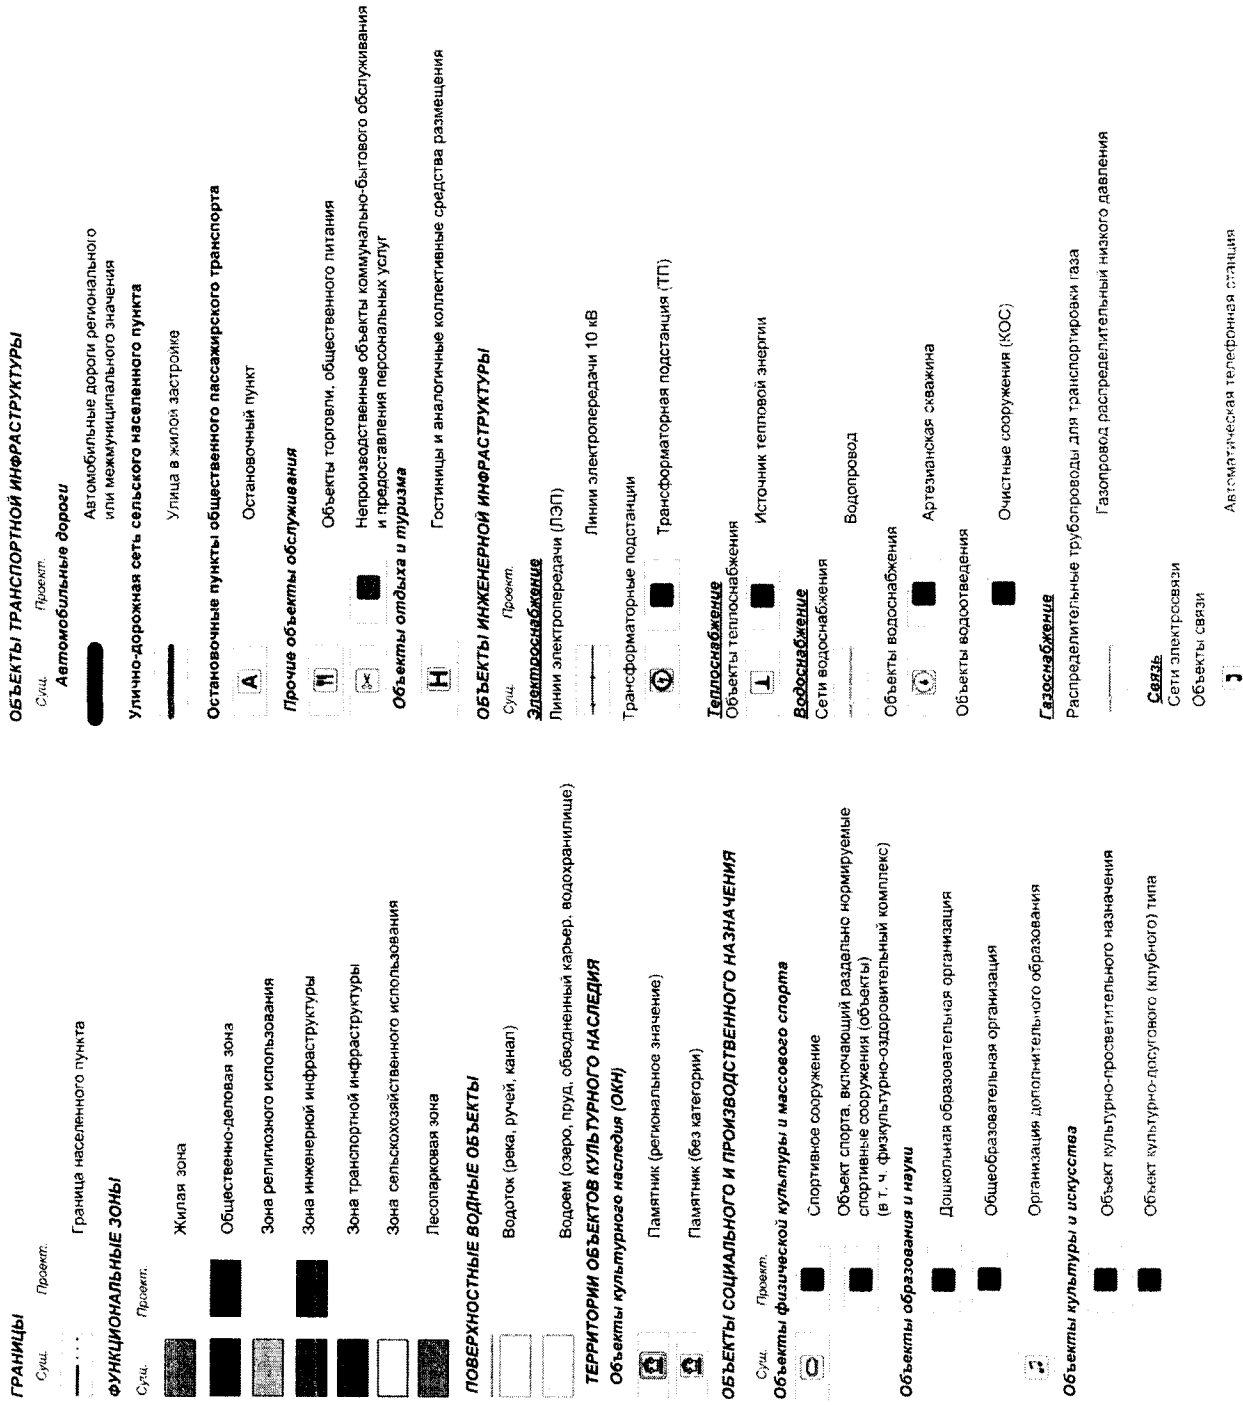 ГРАНИЦЫ
Сущ. Проект.
Граница населенного пункта
ФУНКЦИОНАЛЬНЫЕ ЗОНЫ
Сущ. Проект.
Жилая зона
Общественно-деловая зона
Зона религиозного использования
Зона инженерной инфраструктуры
Зона транспортной инфраструктуры
Зона сельскохозяйственного использования
Лесопарковая зона
ПОВЕРХНОСТНЫЕ ВОДНЫЕ ОБЪЕКТЫ
Водоток (река, ручей, канал)
Водоем (озеро, пруд, обводненный карьер, водохранилище)
ТЕРРИТОРИИ ОБЪЕКТОВ КУЛЬТУРНОГО НАСЛЕДИЯ
Объекты культурного наследия (ОКН)
Памятник (региональное значение)
Памятник (без категории)
ОБЪЕКТЫ СОЦИАЛЬНОГО И ПРОИЗВОДСТВЕННОГО НАЗНАЧЕНИЯ
Сущ. Проект.
Объекты физической культуры и массового спорта
Спортивное сооружение
Объект спорта, включающий раздельно нормируемые
спортивные сооружения (объекты)
(в т. ч. физкультурно-оздоровительный комплекс)
Объекты образования и науки
Дошкольная образовательная организация
Общеобразовательная организация
Организация дополнительного образования
Объекты культуры и искусства
Объект культурно-просветительного назначения
Объект культурно-досугового (клубного) типа
ОБЪЕКТЫ ТРАНСПОРТНОЙ ИНФРАСТРУКТУРЫ
Сущ. Проект.
Автомобильные дороги
Автомобильные дороги регионального
или межмуниципального значения
Улично-дорожная сеть сельского населенного пункта
Улица в жилой застройке
Остановочные пункты общественного пассажирского транспорта
А Остановочный пункт
Прочие объекты обслуживания
Объекты торговли, общественного питания
Непроизводственные объекты коммунально-бытового обслуживания
и предоставления персональных услуг
Объекты отдыха и туризма
Н Гостиницы и аналогичные коллективные средства размещения
ОБЪЕКТЫ ИНЖЕНЕРНОЙ ИНФРАСТРУКТУРЫ
Сущ. Проект.
Электроснабжение
Линии электропередачи (ЛЭП)
Линии электропередачи 10 кВ
Трансформаторные подстанции
Трансформаторная подстанция (ТП)
Теплоснабжение
Объекты теплоснабжения
Источник тепловой энергии
Водоснабжение
Сети водоснабжения
Водопровод
Объекты водоснабжения
Артезианская скважина
Объекты водоотведения
Очистные сооружения (КОС)
Газоснабжение
Распределительные трубопроводы для транспортировки газа
Газопровод распределительный низкого давления
Связь
Сети электросвязи
Объекты связи
Автоматическая телефонная станция